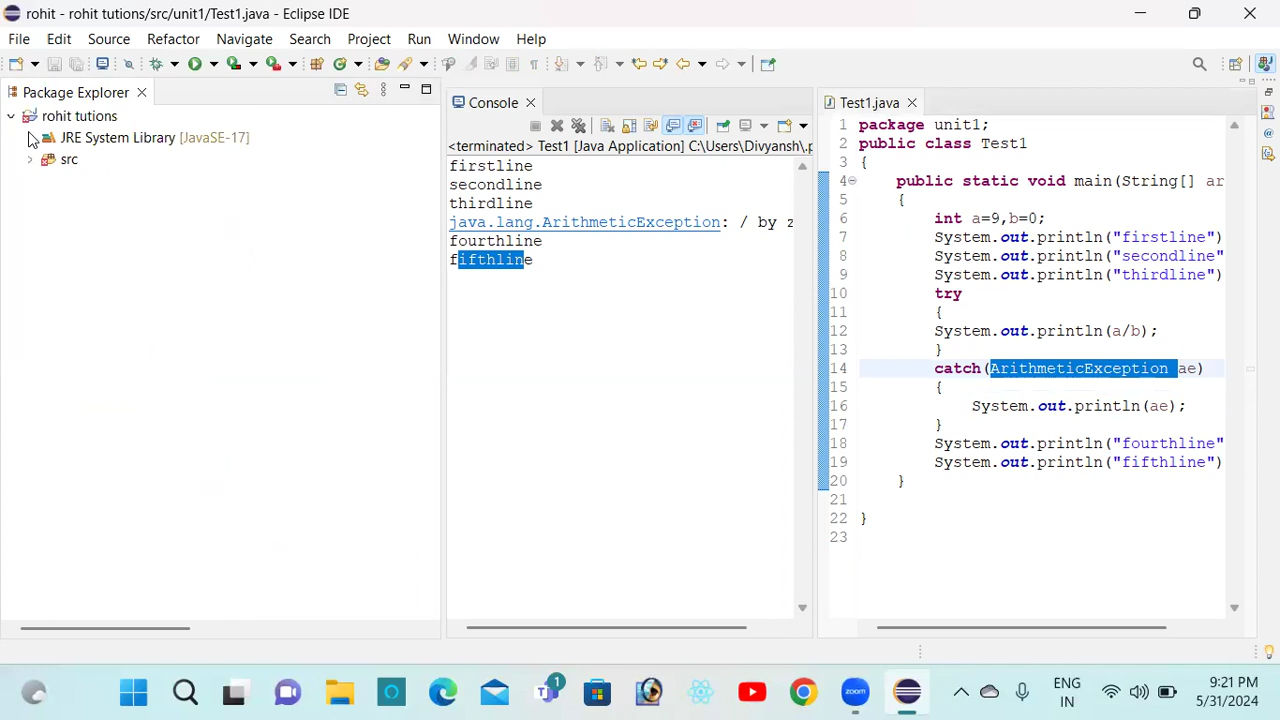 rohit - rohit tutions/src/unit1/Test1.java - Eclipse IDE
File Edit Source Refactor Navigate Search Project Run Window Help
Package Explorer
rohit tutions
JRE System Library [JavaSE-17]
src
Console
<terminated> Test1 [Java Application] C:\Users\Divyansh\.p
firstline
secondline
thirdline
java.lang.ArithmeticException: / by z
fourthline
fifthline
Test1.java
1 package unit1;
2 public class Test1
3 {
4 public static void main(String[] ar
5 {
6 int a=9,b=0;
7 System.out.println("firstline")
8 System.out.println("secondline"
9 System.out.println("thirdline")
10 try
11 {
12 System.out.println(a/b);
13 }
14 catch(ArithmeticException ae)
15 {
16 System.out.println(ae);
17 }
18 System.out.println("fourthline"
19 System.out.println("fifthline")
20 }
21
22 }
23
1
zoom
ENG
IN
9:21 PM
5/31/2024